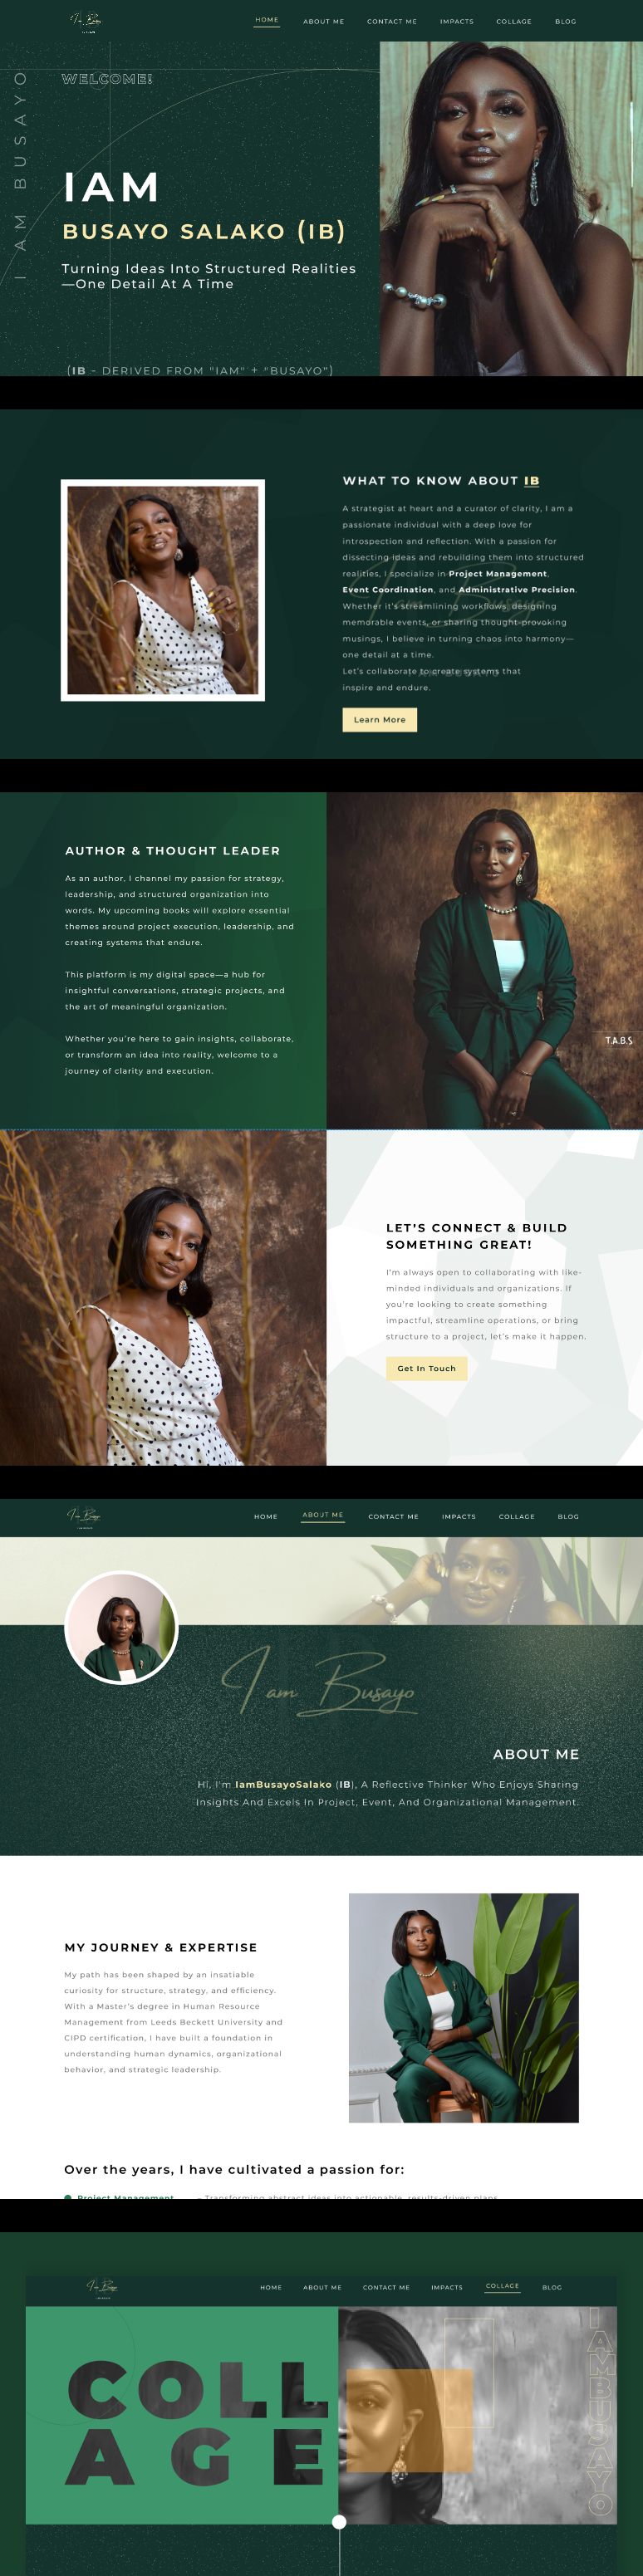 HOME ABOUT ME CONTACT ME IMPACTS COLLAGE BLOG
I AM BUSAYO
WELCOME!
IAM
BUSAYO SALAKO (IB)
Turning Ideas Into Structured Realities
—One Detail At A Time
(IB - DERIVED FROM "IAM" + "BUSAYO")
WHAT TO KNOW ABOUT IB
A strategist at heart and a curator of clarity, I am a
passionate individual with a deep love for
introspection and reflection. With a passion for
dissecting ideas and rebuilding them into structured
realities, I specialize in Project Management,
Event Coordination, and Administrative Precision.
Whether it's streamlining workflows, designing
memorable events, or sharing thought-provoking
musings, I believe in turning chaos into harmony—
one detail at a time.
Let's collaborate to create systems that
inspire and endure.
I am Busayo
Learn More
AUTHOR & THOUGHT LEADER
As an author, I channel my passion for strategy,
leadership, and structured organization into
words. My upcoming books will explore essential
themes around project execution, leadership, and
creating systems that endure.
This platform is my digital space—a hub for
insightful conversations, strategic projects, and
the art of meaningful organization.
Whether you're here to gain insights, collaborate,
or transform an idea into reality, welcome to a
journey of clarity and execution.
T.A.B.S
LET'S CONNECT & BUILD
SOMETHING GREAT!
I'm always open to collaborating with like-
minded individuals and organizations. If
you're looking to create something
impactful, streamline operations, or bring
structure to a project, let's make it happen.
Get In Touch
I am Busayo
HOME ABOUT ME CONTACT ME IMPACTS COLLAGE BLOG
I am Busayo
ABOUT ME
Hi, I'm IamBusayoSalako (IB), A Reflective Thinker Who Enjoys Sharing
Insights And Excels In Project, Event, And Organizational Management.
MY JOURNEY & EXPERTISE
My path has been shaped by an insatiable
curiosity for structure, strategy, and efficiency.
With a Master's degree in Human Resource
Management from Leeds Beckett University and
CIPD certification, I have built a foundation in
understanding human dynamics, organizational
behavior, and strategic leadership.
Over the years, I have cultivated a passion for:
Project Management – Transforming abstract ideas into actionable, results-driven plans.
I am Busayo
HOME ABOUT ME CONTACT ME IMPACTS COLLAGE BLOG
COLL
AGE
IAMBUSAYO